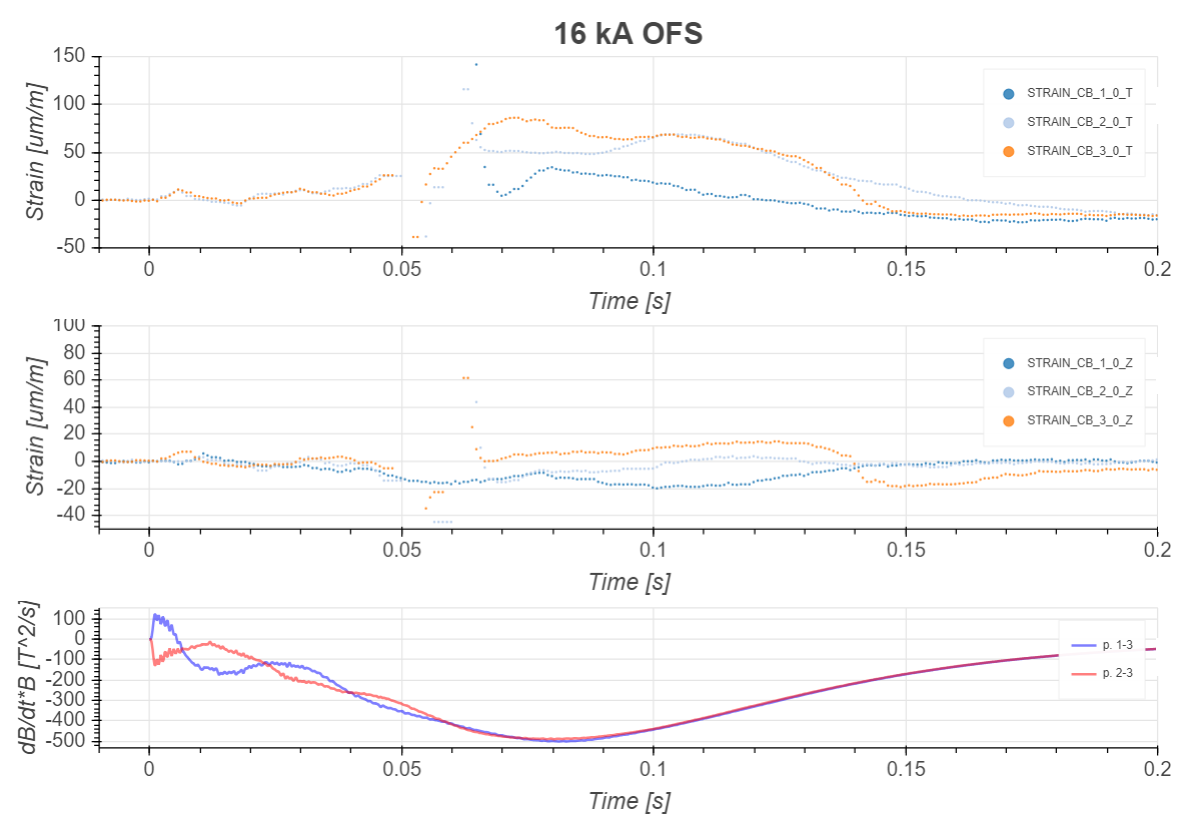 16 kA OFS
150
100
50
0
-50
Strain [um/m]
STRAIN_CB_1_0_T
STRAIN_CB_2_0_T
STRAIN_CB_3_0_T
0 0.05 0.1 0.15 0.2
Time [s]
100
80
60
40
20
0
-20
-40
Strain [um/m]
STRAIN_CB_1_0_Z
STRAIN_CB_2_0_Z
STRAIN_CB_3_0_Z
0 0.05 0.1 0.15 0.2
Time [s]
100
0
-100
-200
-300
-400
-500
dB/dt*B [T^2/s]
p. 1-3
p. 2-3
0 0.05 0.1 0.15 0.2
Time [s]